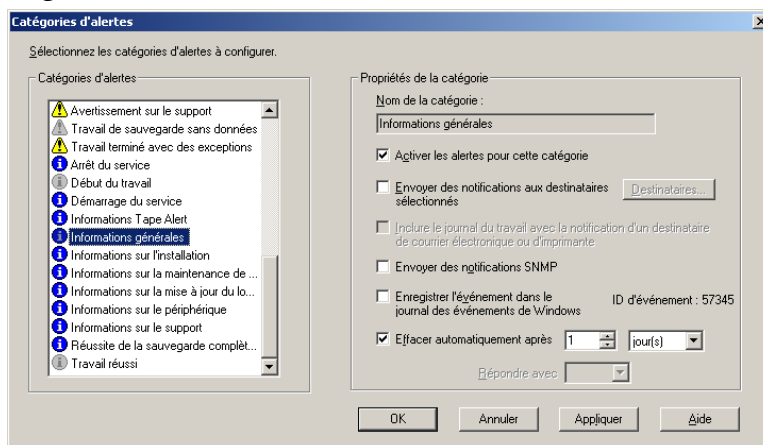 Catégories d'alertes
Sélectionnez les catégories d'alertes à configurer.
Catégories d'alertes
Avertissement sur le support
Travail de sauvegarde sans données
Travail terminé avec des exceptions
Arrêt du service
Début du travail
Démarrage du service
Informations Tape Alert
Informations générales
Informations sur l'installation
Informations sur la maintenance de ...
Informations sur la mise à jour du lo...
Informations sur le périphérique
Informations sur le support
Réussite de la sauvegarde complèt...
Travail réussi
Propriétés de la catégorie
Nom de la catégorie :
Informations générales
Activer les alertes pour cette catégorie
Envoyer des notifications aux destinataires
sélectionnés
Destinataires...
Inclure le journal du travail avec la notification d'un destinataire
de courrier électronique ou d'imprimante
Envoyer des notifications SNMP
Enregistrer l'événement dans le
journal des événements de Windows
ID d'événement : 57345
Effacer automatiquement après 1 jour(s)
Répondre avec
OK Annuler Appliquer Aide